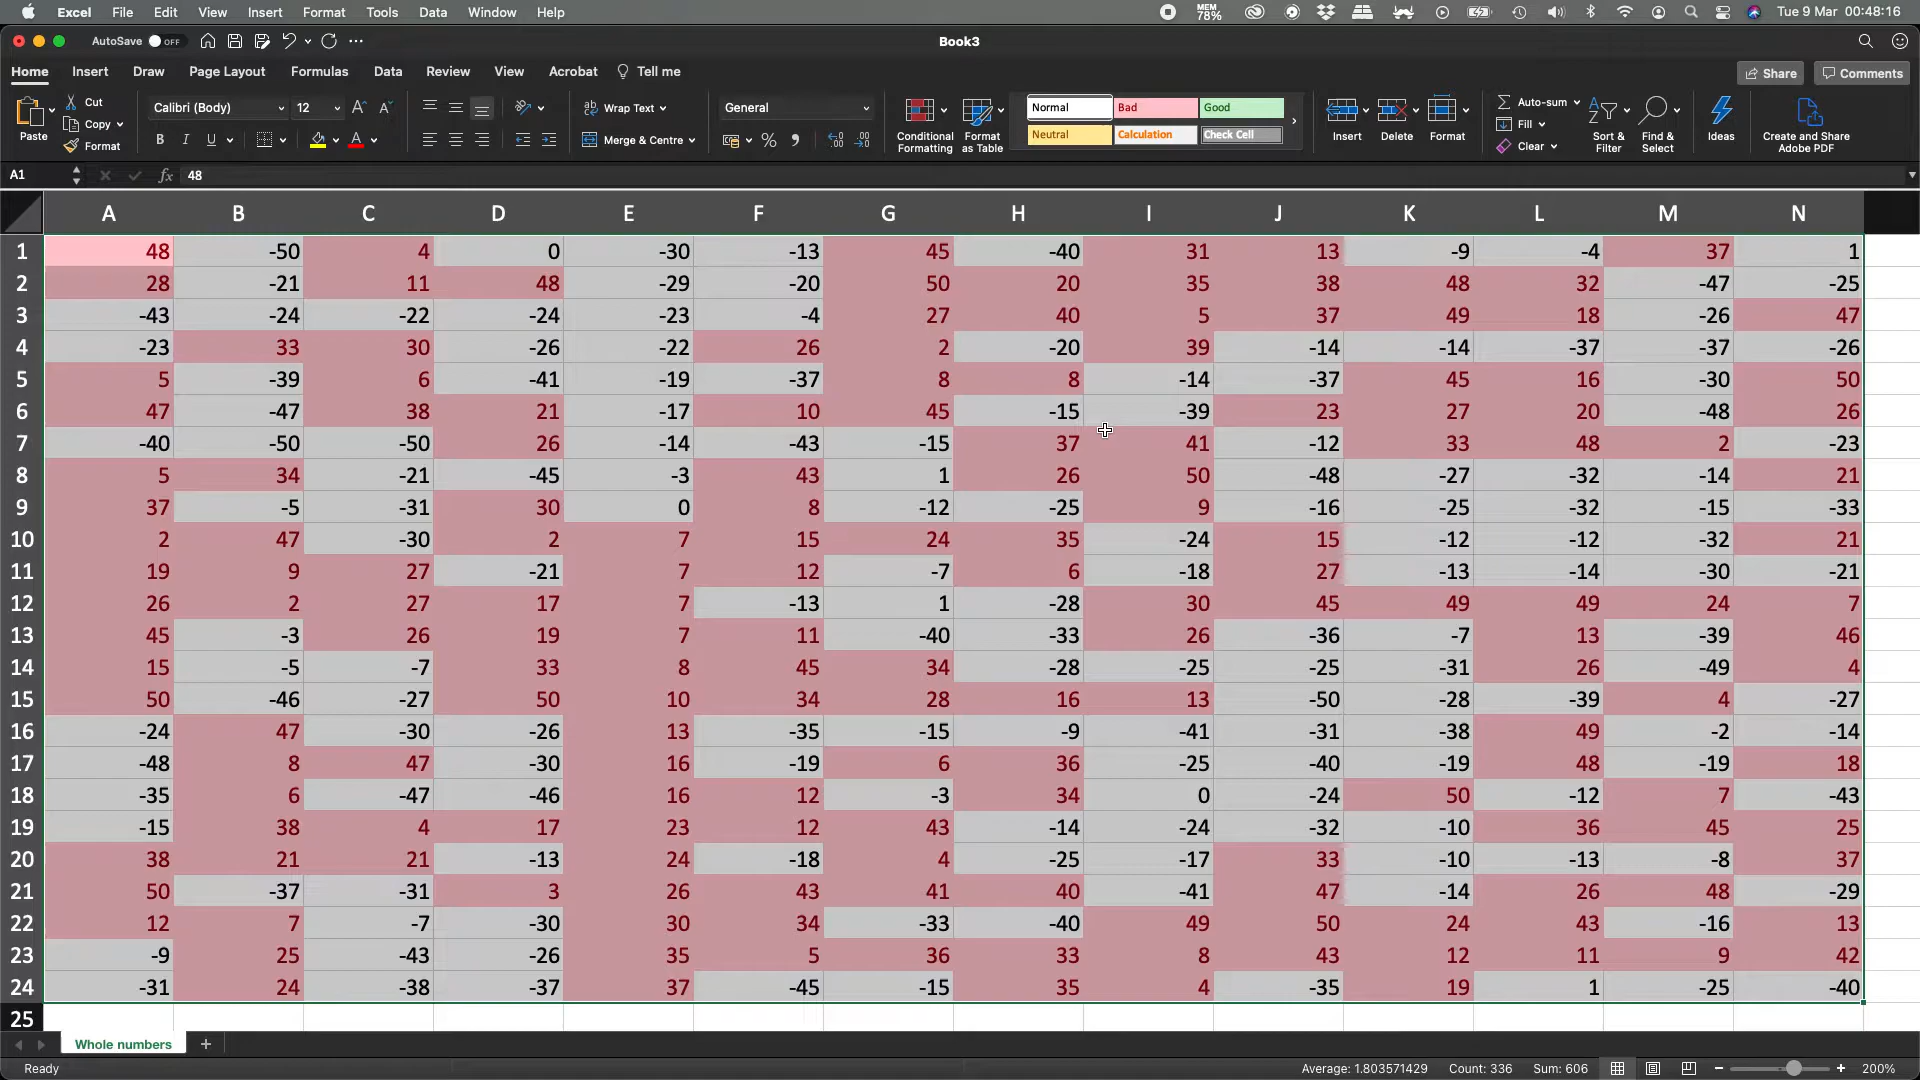 Excel File Edit View Insert Format Tools Data Window Help MEM 78% Tue 9 Mar 00:48:16
AutoSave OFF Book3
Home Insert Draw Page Layout Formulas Data Review View Acrobat Tell me Share Comments
Paste Cut Copy Format
Calibri (Body) 12 A A
B I U A
ab Wrap Text
Merge & Centre
General
%
Conditional Formatting
Format as Table
Normal Bad Good
Neutral Calculation Check Cell
Insert Delete Format
Auto-sum
Fill
Clear
Sort & Filter
Find & Select
Ideas
Create and Share Adobe PDF
A1 fx 48
A B C D E F G H I J K L M N
1 48 -50 4 0 -30 -13 45 -40 31 13 -9 -4 37 1
2 28 -21 11 48 -29 -20 50 20 35 38 48 32 -47 -25
3 -43 -24 -22 -24 -23 -4 27 40 5 37 49 18 -26 47
4 -23 33 30 -26 -22 26 2 -20 39 -14 -14 -37 -37 -26
5 5 -39 6 -41 -19 -37 8 8 -14 -37 45 16 -30 50
6 47 -47 38 21 -17 10 45 -15 -39 23 27 20 -48 26
7 -40 -50 -50 26 -14 -43 -15 37 41 -12 33 48 2 -23
8 5 34 -21 -45 -3 43 1 26 50 -48 -27 -32 -14 21
9 37 -5 -31 30 0 8 -12 -25 9 -16 -25 -32 -15 -33
10 2 47 -30 2 7 15 24 35 -24 15 -12 -12 -32 21
11 19 9 27 -21 7 12 -7 6 -18 27 -13 -14 -30 -21
12 26 2 27 17 7 -13 1 -28 30 45 49 49 24 7
13 45 -3 26 19 7 11 -40 -33 26 -36 -7 13 -39 46
14 15 -5 -7 33 8 45 34 -28 -25 -25 -31 26 -49 4
15 50 -46 -27 50 10 34 28 16 13 -50 -28 -39 4 -27
16 -24 47 -30 -26 13 -35 -15 -9 -41 -31 -38 49 -2 -14
17 -48 8 47 -30 16 -19 6 36 -25 -40 -19 48 -19 18
18 -35 6 -47 -46 16 12 -3 34 0 -24 50 -12 7 -43
19 -15 38 4 17 23 12 43 -14 -24 -32 -10 36 45 25
20 38 21 21 -13 24 -18 4 -25 -17 33 -10 -13 -8 37
21 50 -37 -31 3 26 43 41 40 -41 47 -14 26 48 -29
22 12 7 -7 -30 30 34 -33 -40 49 50 24 43 -16 13
23 -9 25 -43 -26 35 5 36 33 8 43 12 11 9 42
24 -31 24 -38 -37 37 -45 -15 35 4 -35 19 1 -25 -40
25
Whole numbers +
Ready Average: 1.803571429 Count: 336 Sum: 606 200%